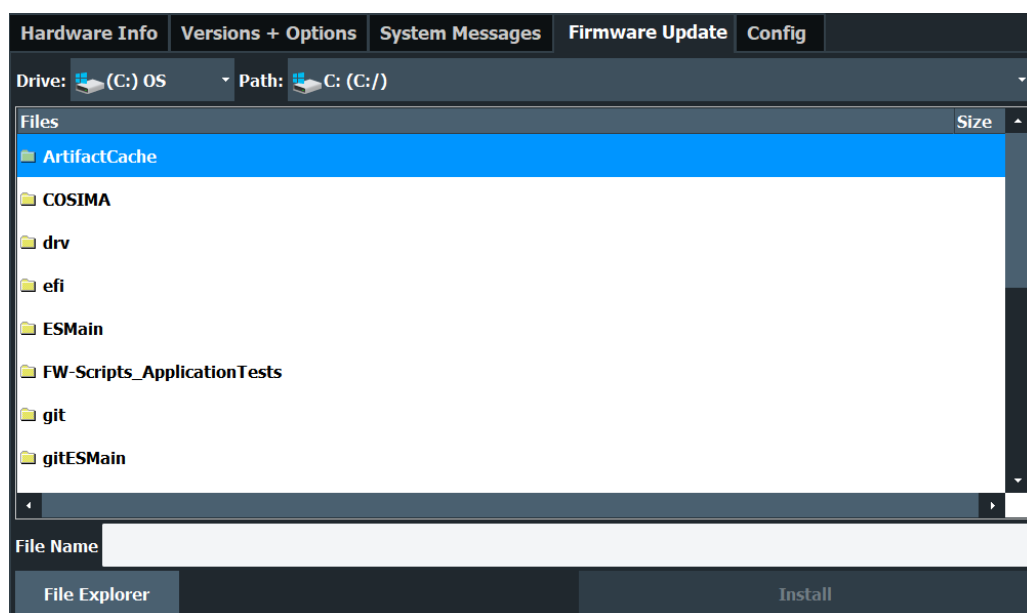 Hardware Info Versions + Options System Messages Firmware Update Config
Drive: (C:) OS Path: C: (C:/)
Files Size
ArtifactCache
COSIMA
drv
efi
ESMain
FW-Scripts_ApplicationTests
git
gitESMain
File Name
File Explorer Install